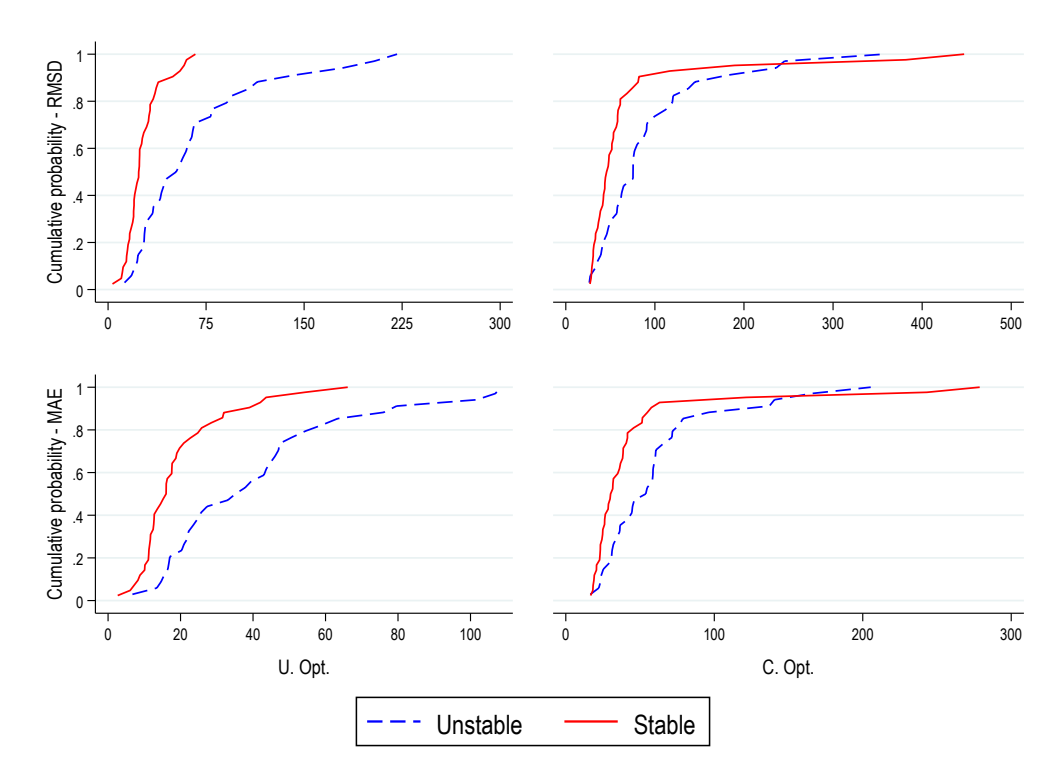 Cumulative probability - RMSD
1
.8
.6
.4
.2
0
0 75 150 225 300
0 100 200 300 400 500
Cumulative probability - MAE
1
.8
.6
.4
.2
0
0 20 40 60 80 100
0 100 200 300
U. Opt.
C. Opt.
Unstable Stable